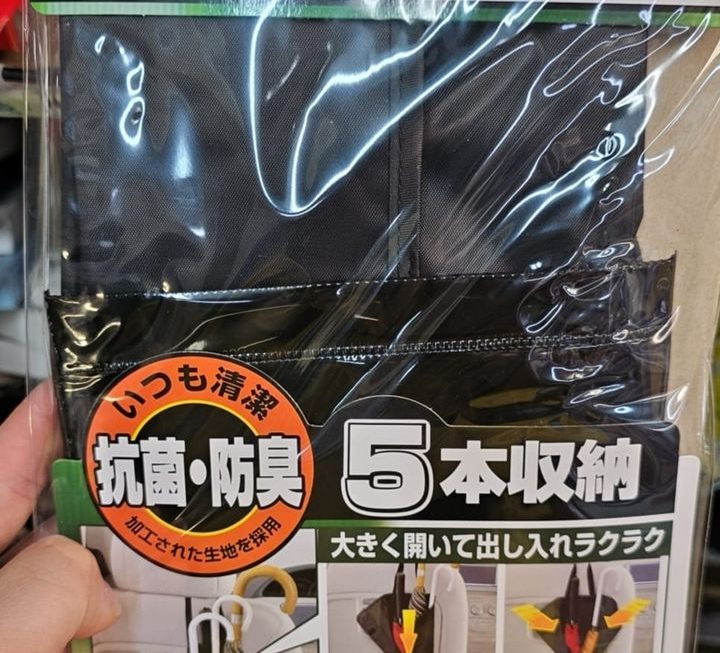 いつも清潔
抗菌・防臭
加工された生地を採用
5本収納
大きく開いて出し入れラクラク